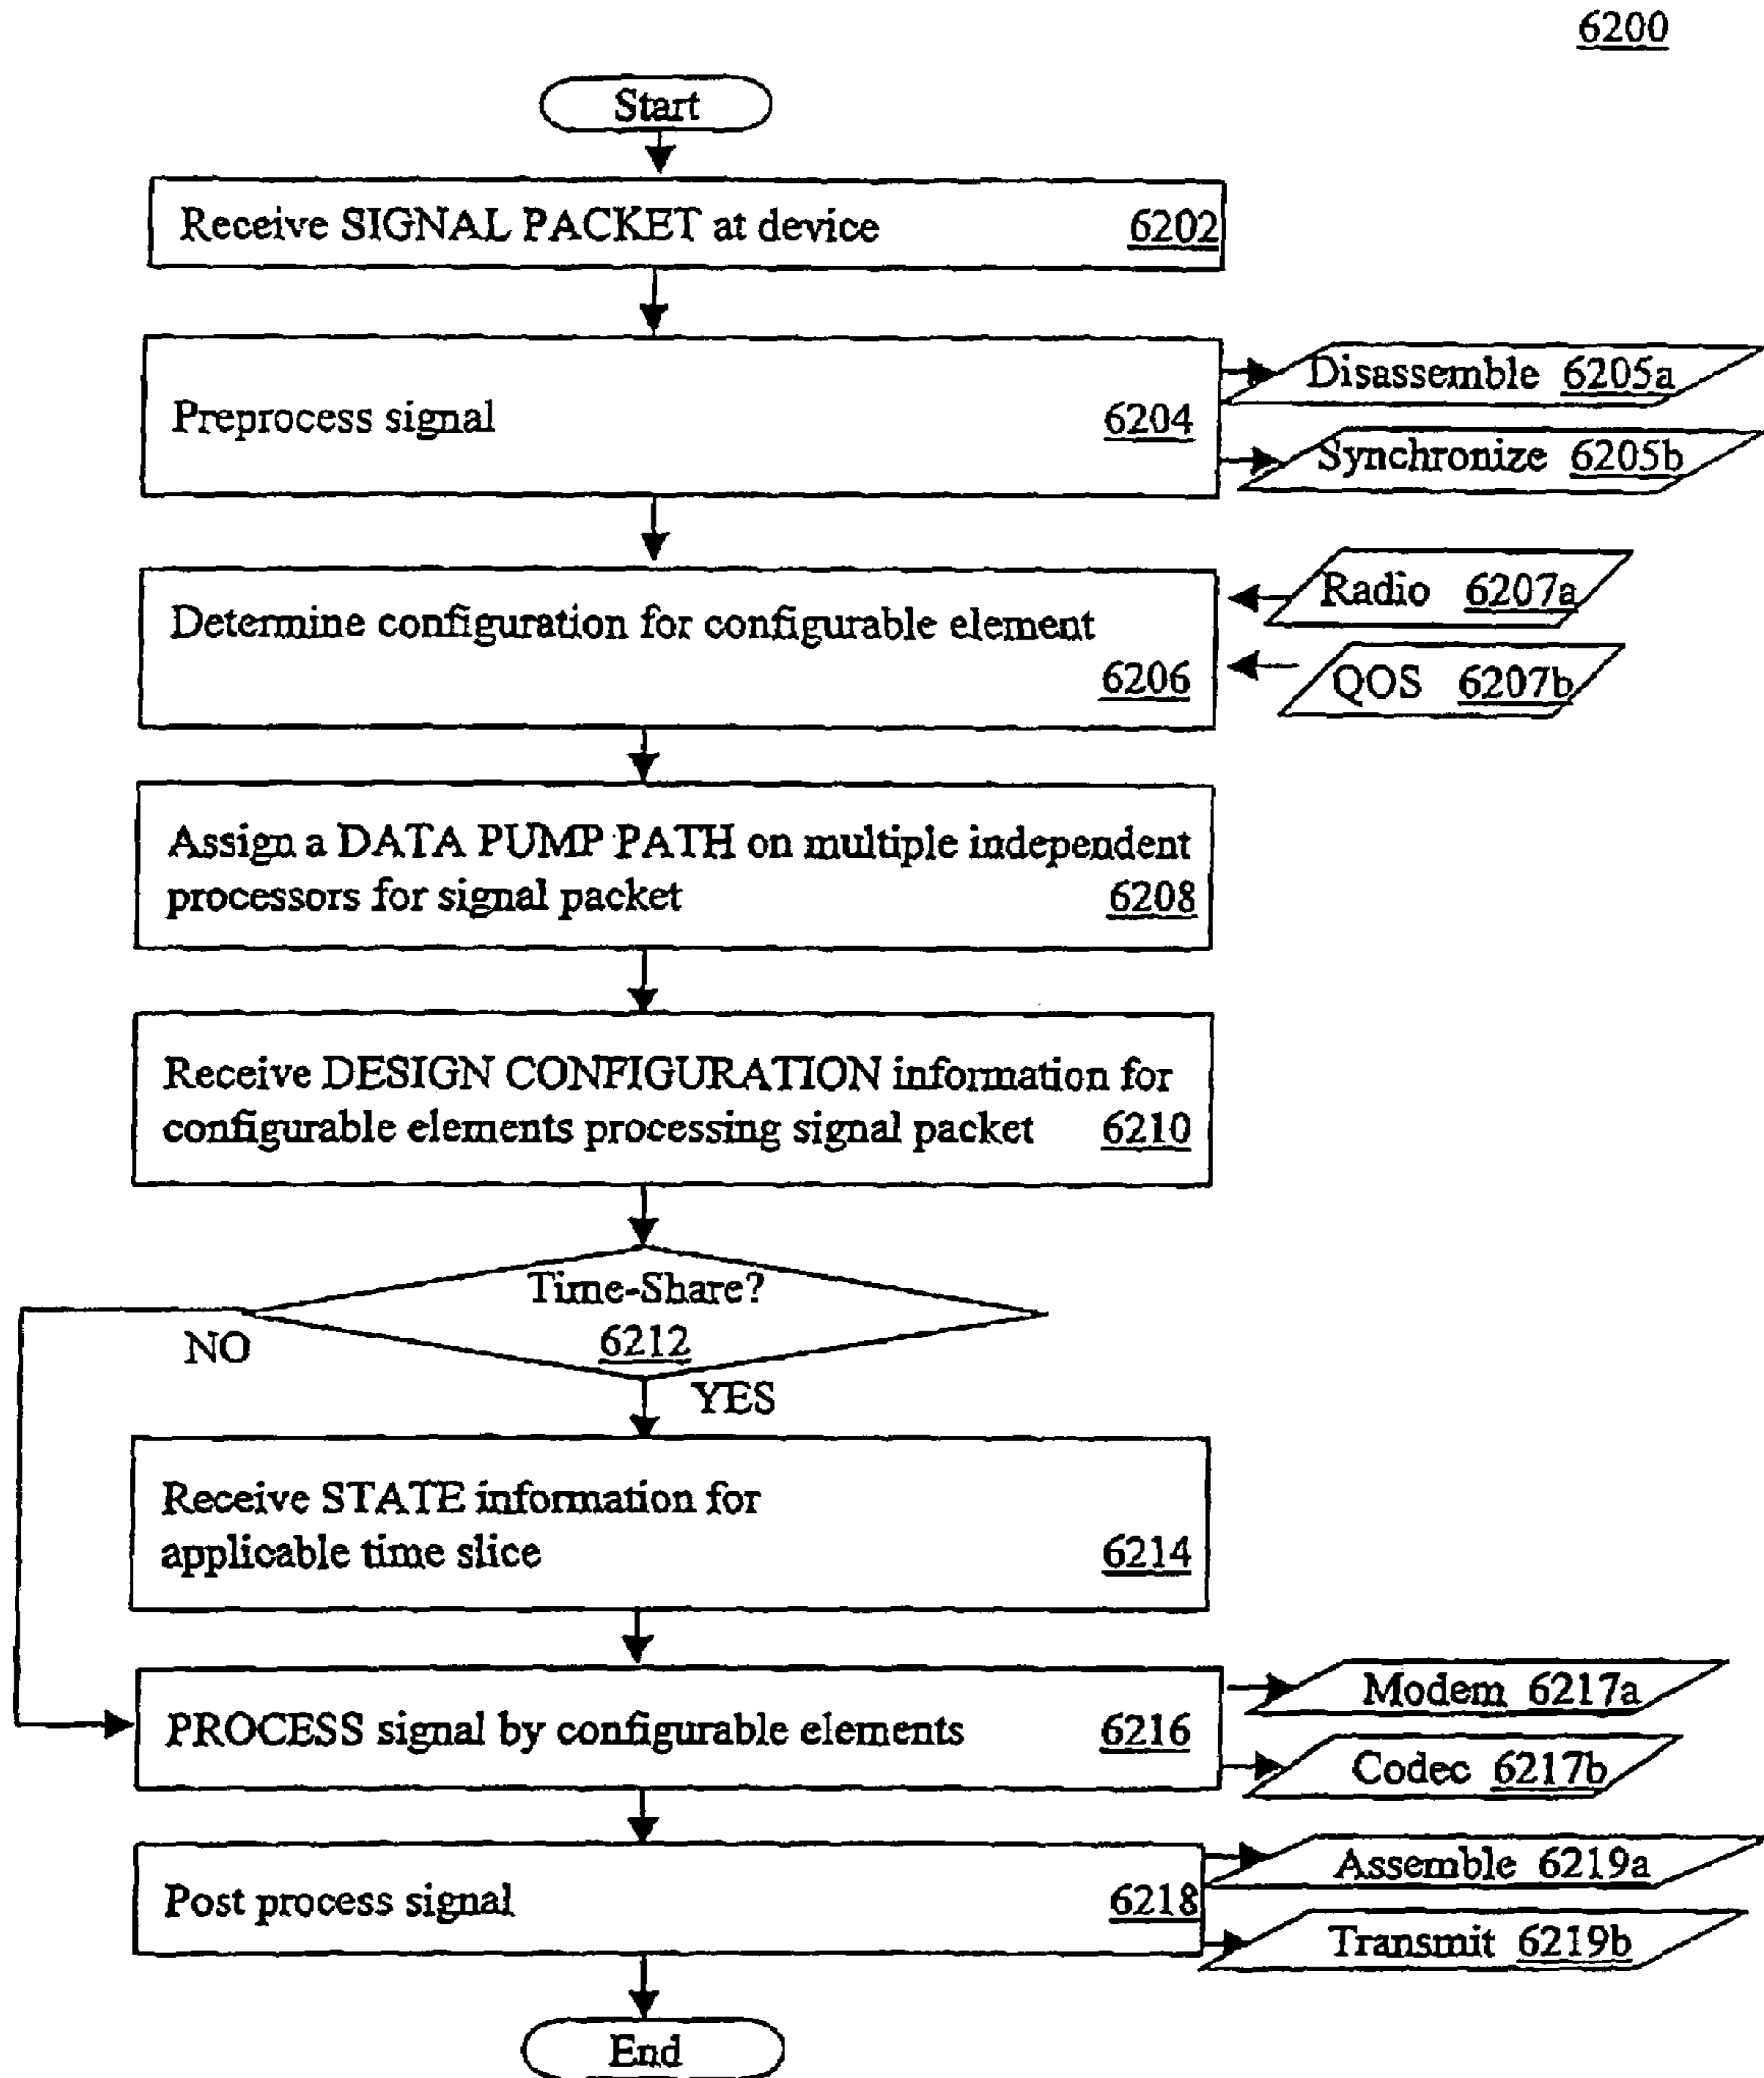 6200
Start
Receive SIGNAL PACKET at device 6202
Preprocess signal 6204
Disassemble 6205a
Synchronize 6205b
Determine configuration for configurable element
6206
Radio 6207a
QOS 6207b
Assign a DATA PUMP PATH on multiple independent
processors for signal packet 6208
Receive DESIGN CONFIGURATION information for
configurable elements processing signal packet 6210
Time-Share?
6212
NO
YES
Receive STATE information for
applicable time slice 6214
PROCESS signal by configurable elements 6216
Modem 6217a
Codec 6217b
Post process signal 6218
Assemble 6219a
Transmit 6219b
End